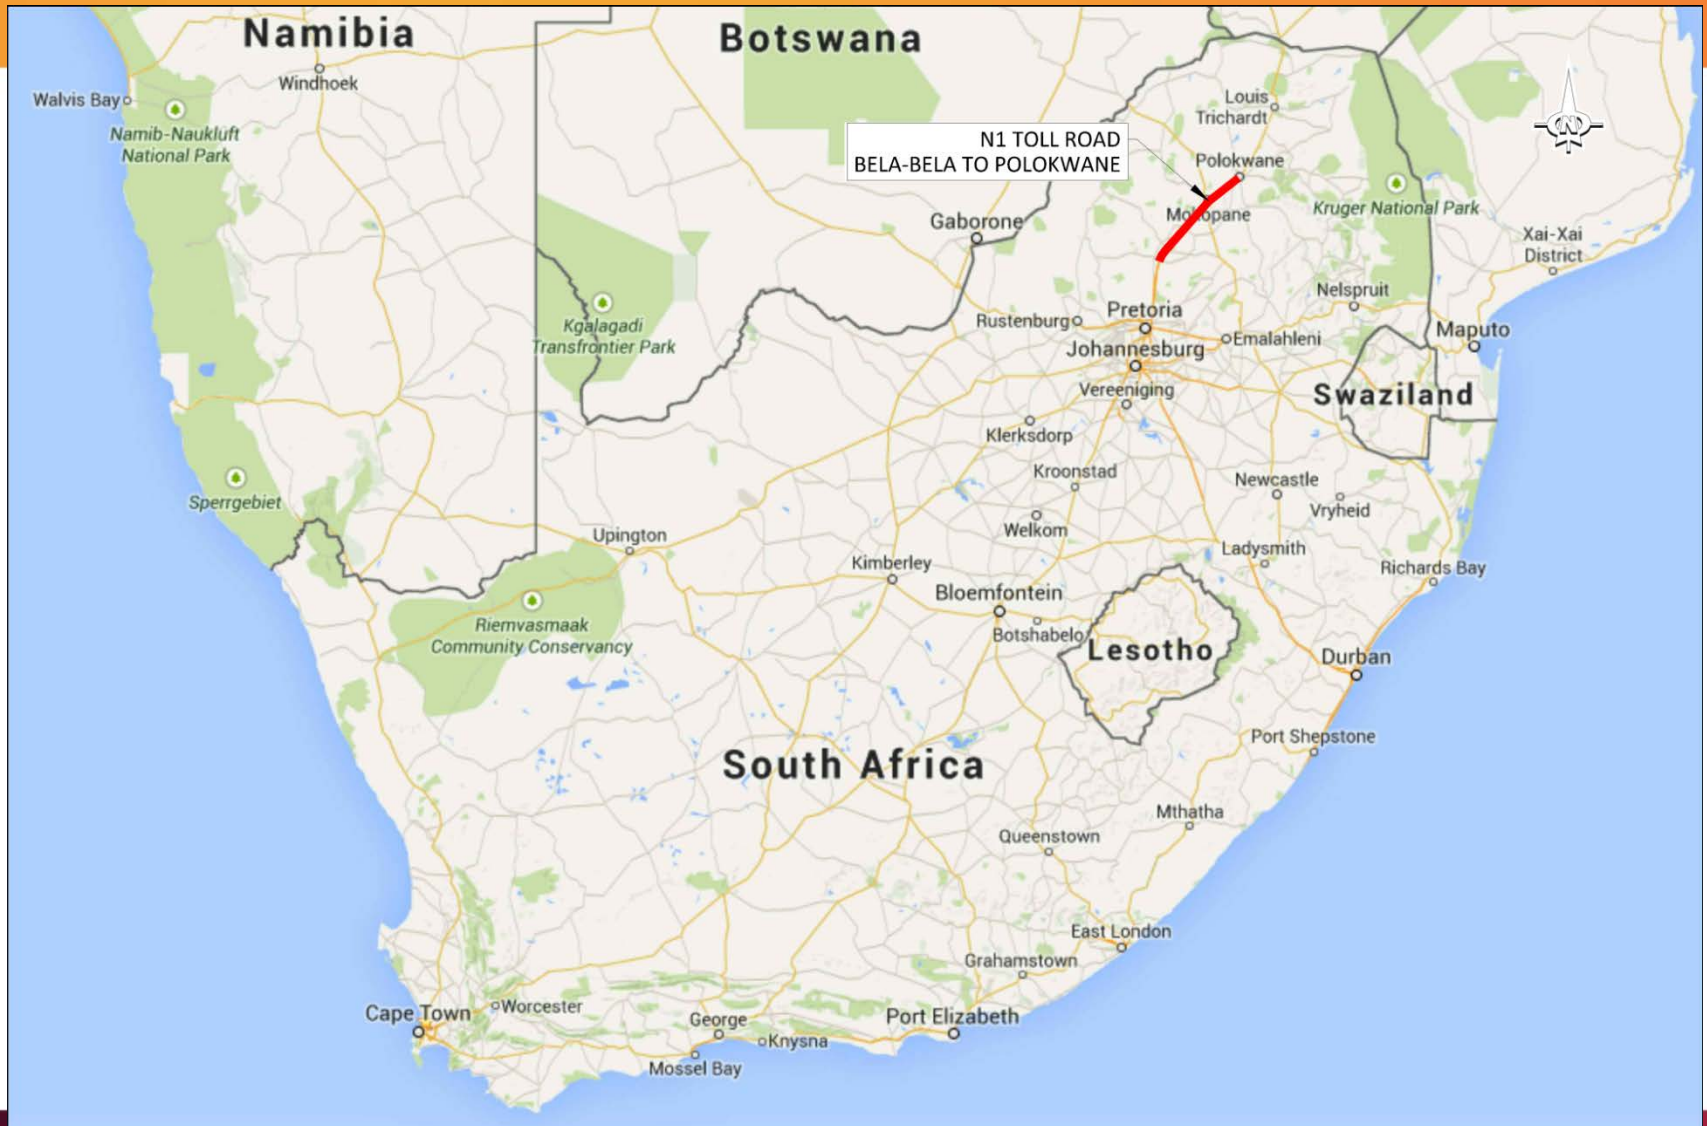 Namibia
Botswana
Windhoek
Walvis Bay
Namib-Naukluft
National Park
Louis
Trichardt
N1 TOLL ROAD
BELA-BELA TO POLOKWANE
Polokwane
N
Mokopane
Kruger National Park
Gaborone
Xai-Xai
District
Kgalagadi
Transfrontier Park
Nelspruit
Pretoria
Rustenburg
Emalahleni
Maputo
Johannesburg
Vereeniging
Swaziland
Klerksdorp
Kroonstad
Newcastle
Sperrgebiet
Vryheid
Welkom
Upington
Ladysmith
Kimberley
Richards Bay
Bloemfontein
Riemvasmaak
Community Conservancy
Botshabelo
Lesotho
Durban
Port Shepstone
South Africa
Mthatha
Queenstown
East London
Grahamstown
Cape Town
Worcester
George
Port Elizabeth
Knysna
Mossel Bay